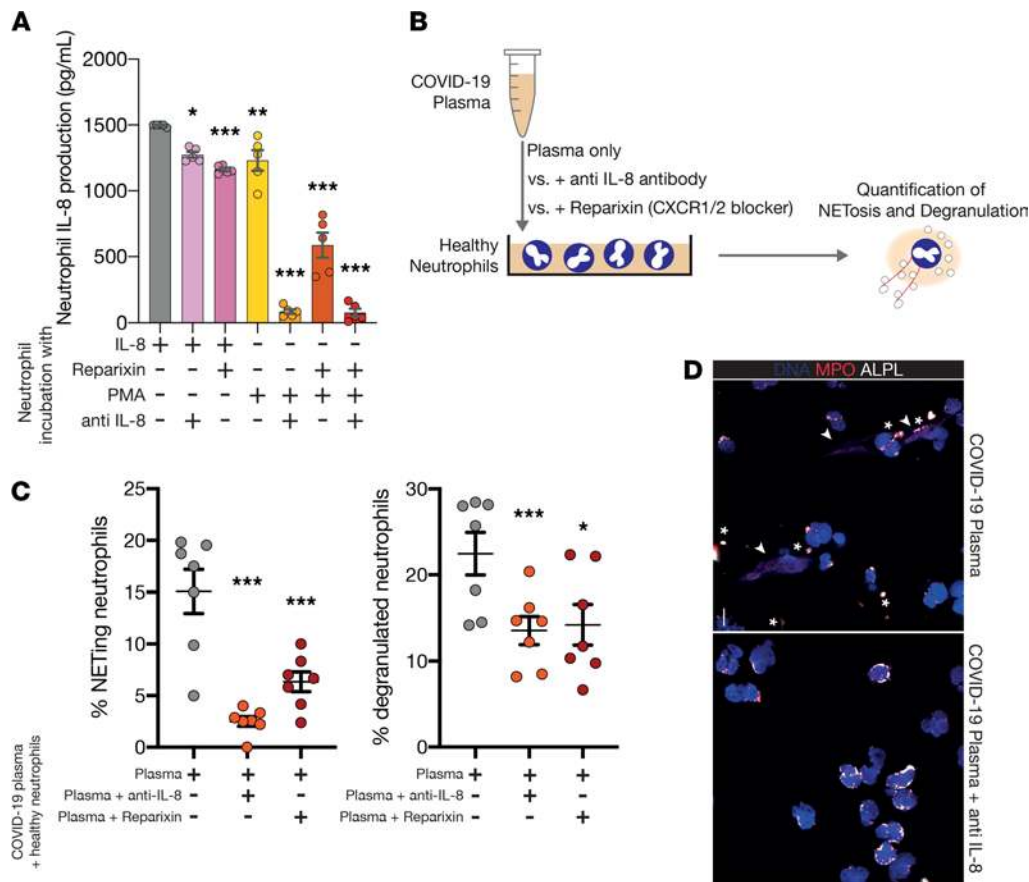 A
Neutrophil IL-8 production (pg/mL)
2000
1500
1000
500
0
*
***
**
***
***
***
Neutrophil
incubation with
IL-8 + + + - - - -
Reparixin - - + - - + +
PMA - - - + + + +
anti IL-8 - + - - + - +
B
COVID-19
Plasma
Plasma only
vs. + anti IL-8 antibody
vs. + Reparixin (CXCR1/2 blocker)
Healthy
Neutrophils
Quantification of
NETosis and Degranulation
C
% NETing neutrophils
25
20
15
10
5
0
***
***
COVID-19 plasma
+ healthy neutrophils
Plasma + + +
Plasma + anti-IL-8 - + -
Plasma + Reparixin - - +
% degranulated neutrophils
30
20
10
0
***
*
Plasma + + +
Plasma + anti-IL-8 - + -
Plasma + Reparixin - - +
D
DNA MPO ALPL
COVID-19 Plasma
* * * * * *
COVID-19 Plasma + anti IL-8